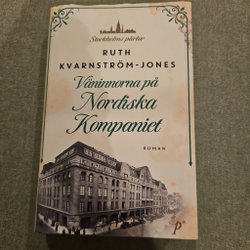 Stockholms pärlor
RUTH
KVARNSTRÖM-JONES
Väninnorna på
Nordiska
Kompaniet
ROMAN
P